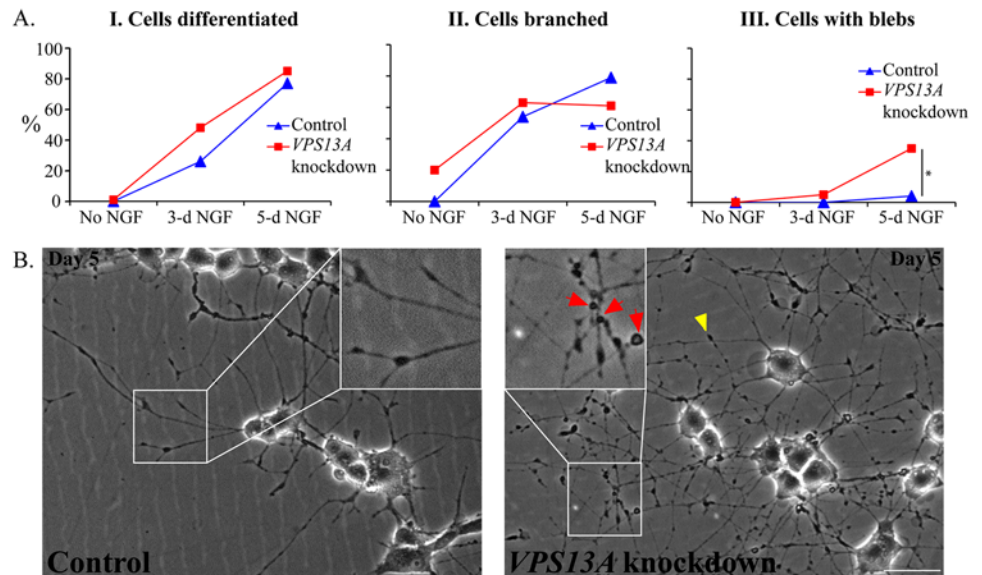 A.
I. Cells differentiated
II. Cells branched
III. Cells with blebs
%
100
80
60
40
20
0
No NGF 3-d NGF 5-d NGF
Control
VPS13A
knockdown
No NGF 3-d NGF 5-d NGF
Control
VPS13A
knockdown
No NGF 3-d NGF 5-d NGF
Control
VPS13A
knockdown
*
B.
Day 5
Control
Day 5
VPS13A knockdown